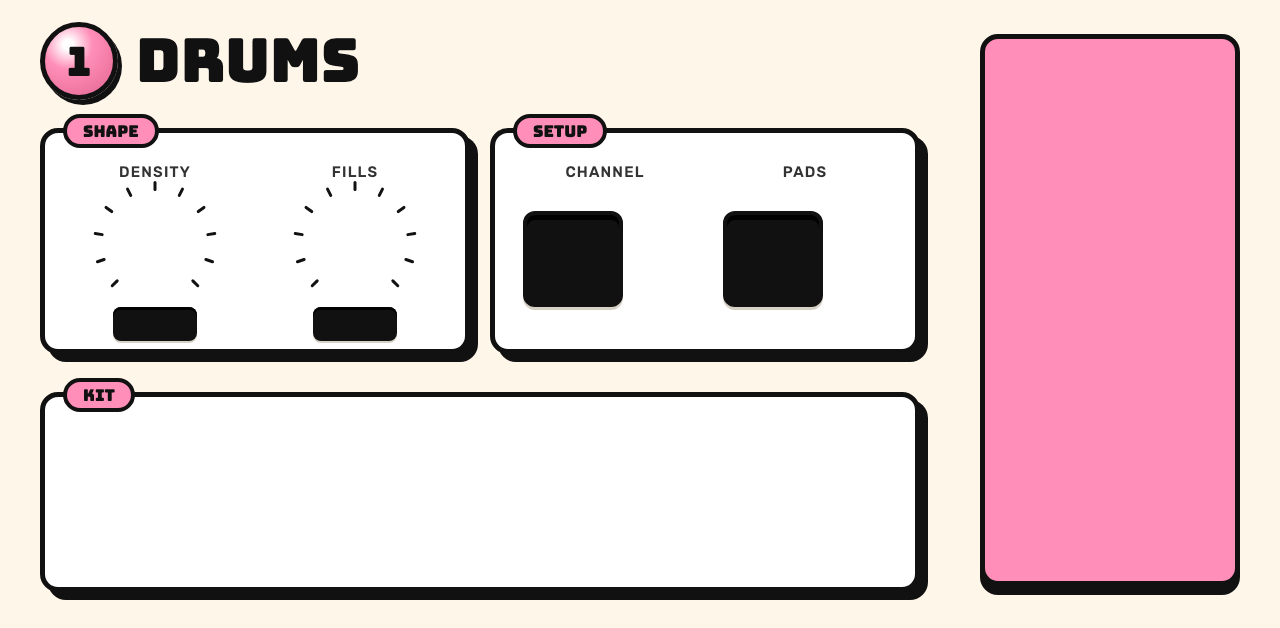 1 DRUMS
SHAPE
DENSITY FILLS
SETUP
CHANNEL PADS
KIT